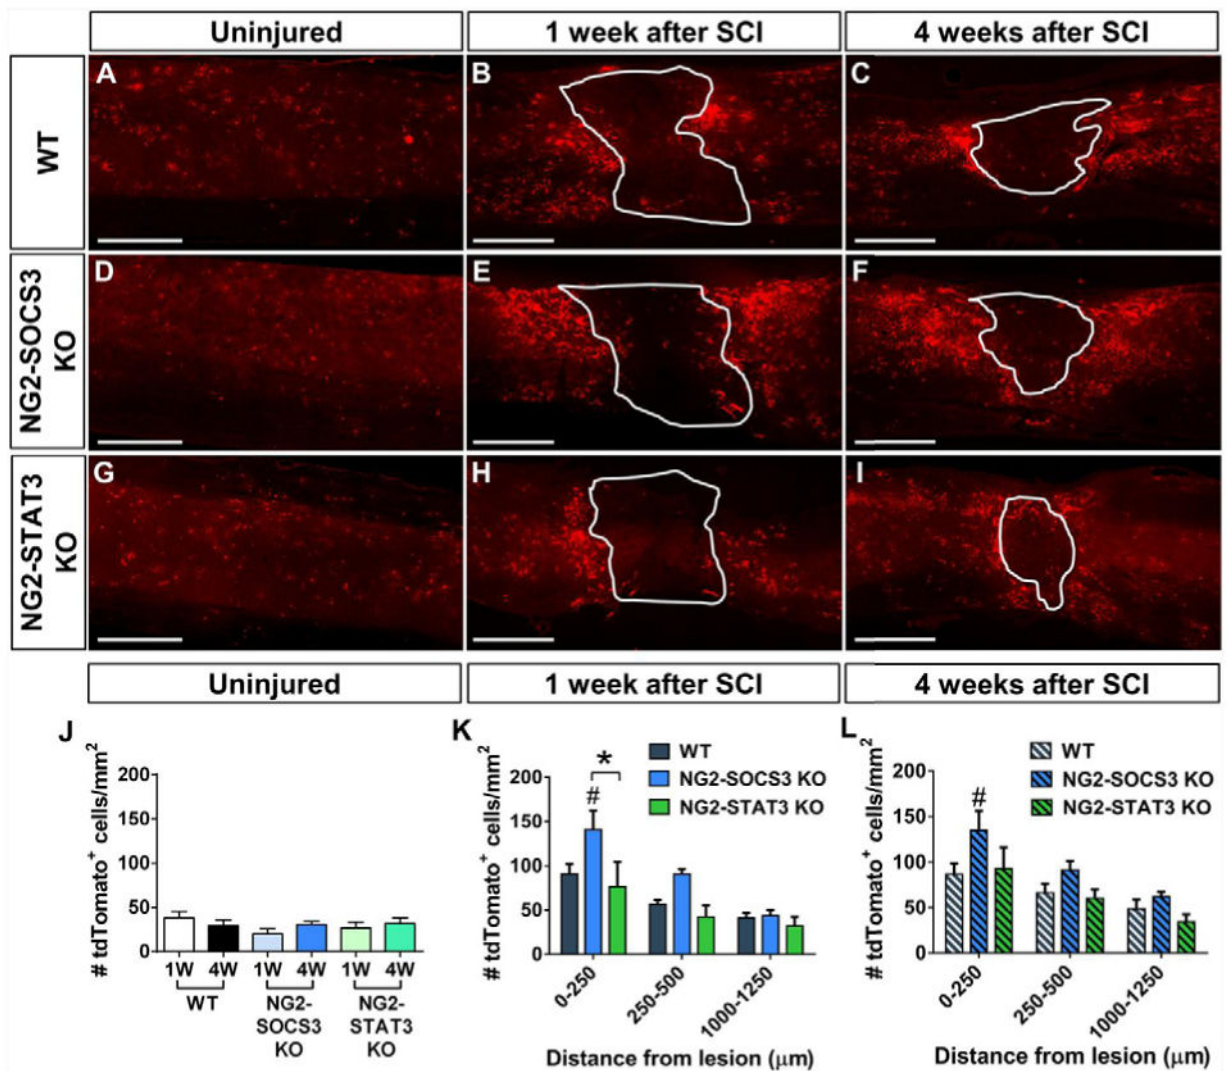 Uninjured
1 week after SCI
4 weeks after SCI
WT
A
B
C
NG2-SOCS3
KO
D
E
F
NG2-STAT3
KO
G
H
I
Uninjured
1 week after SCI
4 weeks after SCI
J
# tdTomato+ cells/mm2
200
150
100
50
0
1W 4W 1W 4W 1W 4W
WT
NG2-
SOCS3
KO
NG2-
STAT3
KO
K
# tdTomato+ cells/mm2
200
150
100
50
0
WT
NG2-SOCS3 KO
NG2-STAT3 KO
*
#
0-250
250-500
1000-1250
Distance from lesion (μm)
L
# tdTomato+ cells/mm2
200
150
100
50
0
WT
NG2-SOCS3 KO
NG2-STAT3 KO
#
0-250
250-500
1000-1250
Distance from lesion (μm)